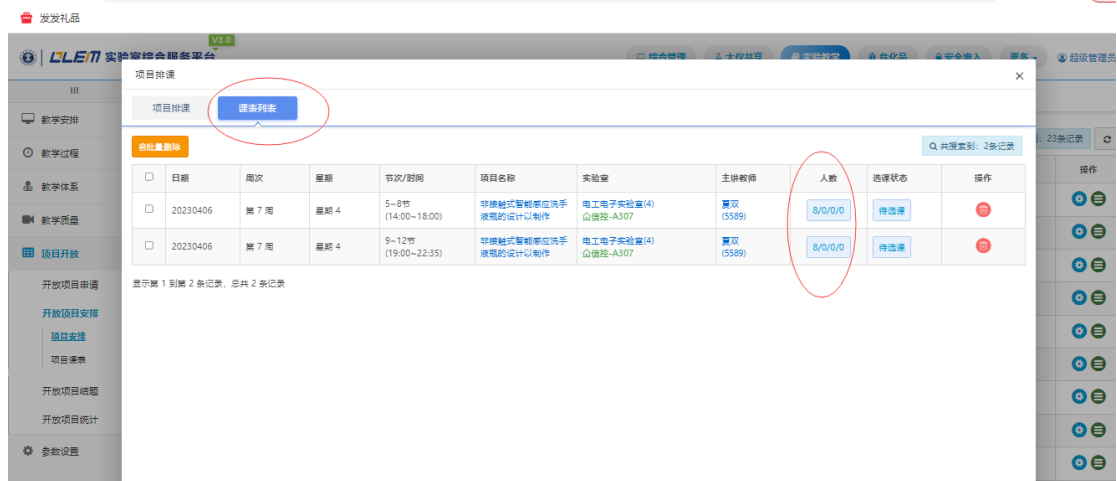 发发礼品
CLEM 实验室综合服务平台 V3.0
综合管理 大仪共享 实验教学 危化品 安全准入 更多 超级管理员
项目排课 ×
项目排课 课表列表
教学安排
教学过程
教学体系
教学质量
项目开放
开放项目申请
开放项目安排
项目安排
项目课表
开放项目结题
开放项目统计
参数设置
批量删除 共搜索到：2条记录
日期 周次 星期 节次/时间 项目名称 实验室 主讲教师 人数 选课状态 操作
20230406 第 7 周 星期 4 5~8节 (14:00~18:00) 非接触式智能感应洗手液瓶的设计以制作 电工电子实验室(4) 信控-A307 夏双 (5589) 8/0/0/0 待选课
20230406 第 7 周 星期 4 9~12节 (19:00~22:35) 非接触式智能感应洗手液瓶的设计以制作 电工电子实验室(4) 信控-A307 夏双 (5589) 8/0/0/0 待选课
显示第 1 到第 2 条记录，总共 2 条记录
: 23条记录
操作